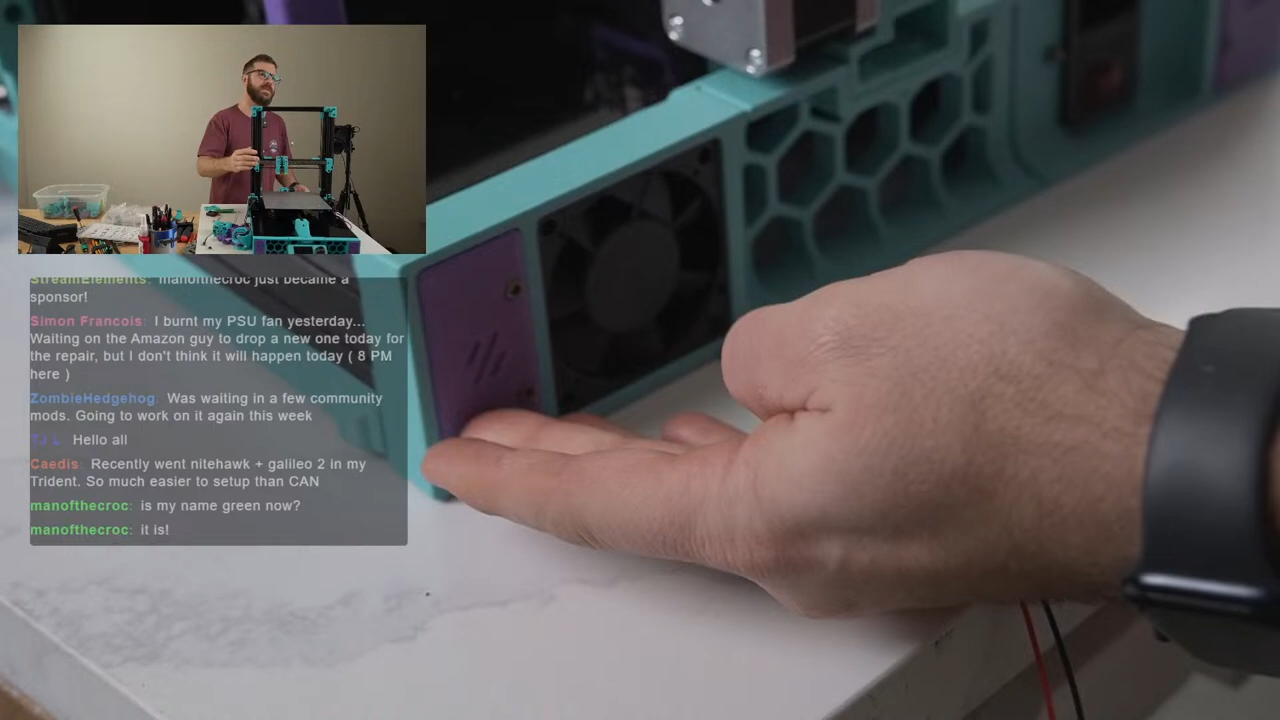 StreamElements: manofthecroc just became a
sponsor!
Simon Francois: I burnt my PSU fan yesterday...
Waiting on the Amazon guy to drop a new one today for
the repair, but I don't think it will happen today ( 8 PM
here )
ZombieHedgehog: Was waiting in a few community
mods. Going to work on it again this week
Hello all
Caedis: Recently went nitehawk + galileo 2 in my
Trident. So much easier to setup than CAN
manofthecroc: is my name green now?
manofthecroc: it is!